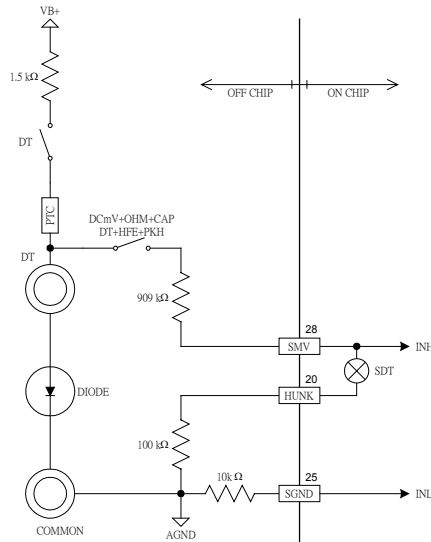 VB+
1.5 kΩ
OFF CHIP
ON CHIP
DT
PTC
DCmV+OHM+CAP
DT+HFE+PKH
DT
909 kΩ
28
SMV
INH
20
HUNK
SDT
DIODE
100 kΩ
10kΩ
25
SGND
INL
COMMON
AGND